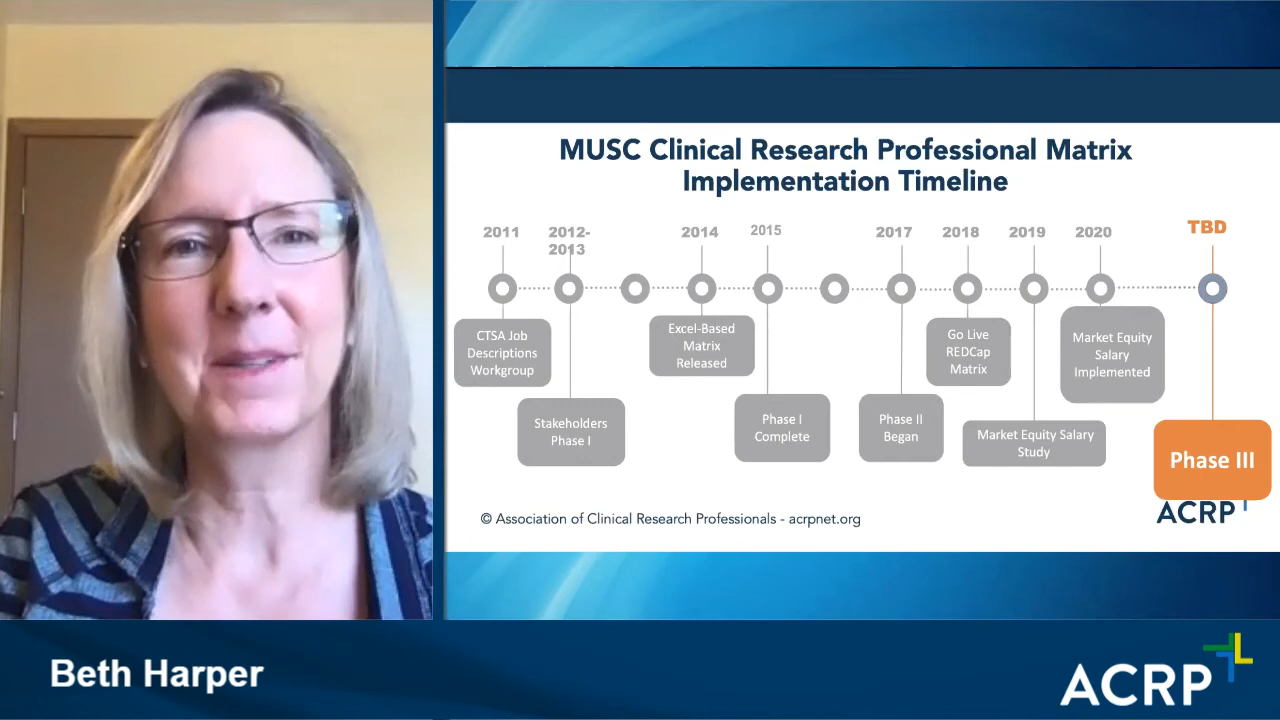 MUSC Clinical Research Professional Matrix
Implementation Timeline
2011
2012-
2013
2014
2015
2017
2018
2019
2020
TBD
CTSA Job
Descriptions
Workgroup
Stakeholders
Phase I
Excel-Based
Matrix
Released
Phase I
Complete
Phase II
Began
Go Live
REDCap
Matrix
Market Equity Salary
Study
Market Equity
Salary
Implemented
Phase III
© Association of Clinical Research Professionals - acrpnet.org
ACRP
Beth Harper
ACRP